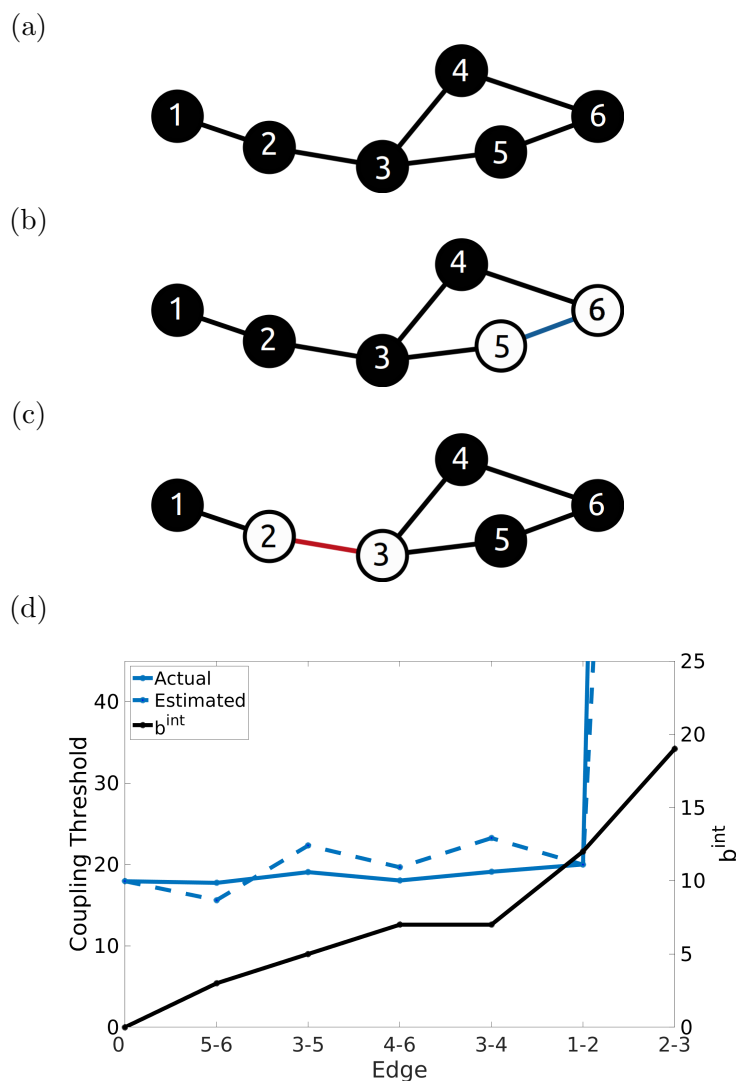 (a)
1 2 3 4 5 6
(b)
1 2 3 4 5 6
(c)
1 2 3 4 5 6
(d)
Actual
Estimated
b^int
Coupling Threshold
40
30
20
10
0
25
20
15
10
5
0
b^int
0 5-6 3-5 4-6 3-4 1-2 2-3
Edge